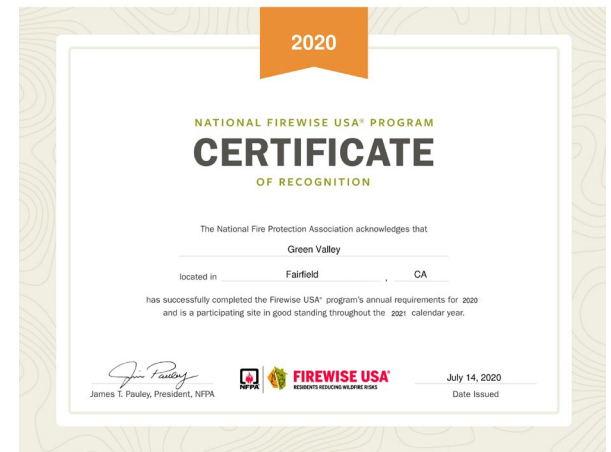 2020
NATIONAL FIREWISE USA® PROGRAM
CERTIFICATE
OF RECOGNITION
The National Fire Protection Association acknowledges that
Green Valley
located in Fairfield , CA
has successfully completed the Firewise USA® program's annual requirements for 2020
and is a participating site in good standing throughout the 2021 calendar year.
Jim Pauley
James T. Pauley, President, NFPA
NFPA
FIREWISE USA®
RESIDENTS REDUCING WILDFIRE RISKS
July 14, 2020
Date Issued